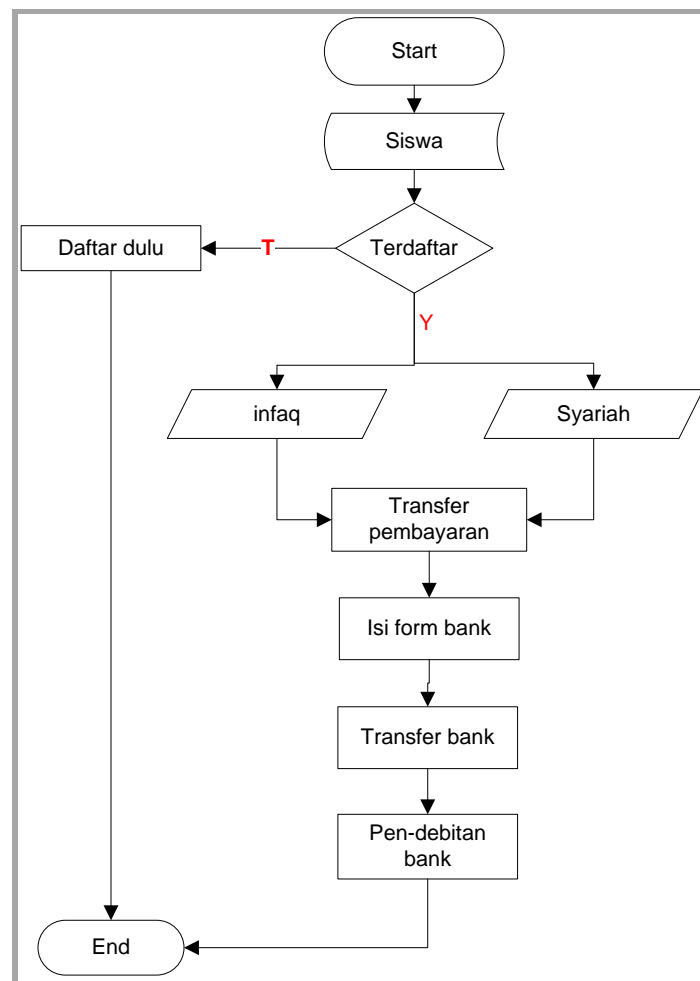 Start
Siswa
Terdaftar
T
Daftar dulu
Y
infaq
Syariah
Transfer
pembayaran
Isi form bank
Transfer bank
Pen-debitan
bank
End